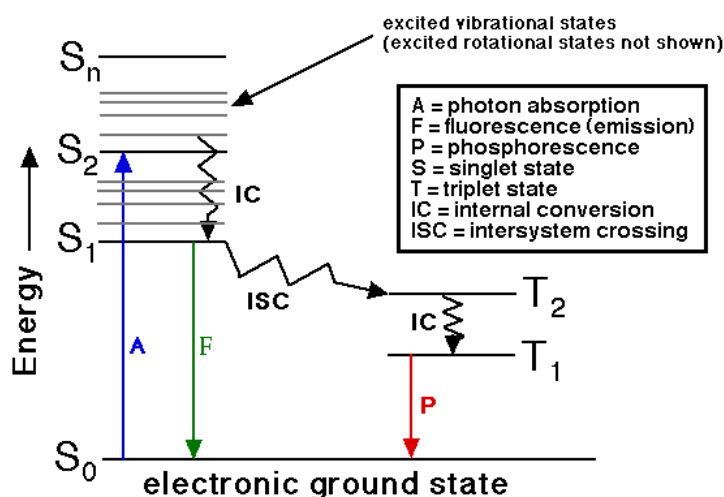 excited vibrational states
(excited rotational states not shown)
Sn
A = photon absorption
F = fluorescence (emission)
P = phosphorescence
S = singlet state
T = triplet state
IC = internal conversion
ISC = intersystem crossing
S2
IC
S1
ISC
T2
IC
Energy
A
F
T1
P
S0
electronic ground state